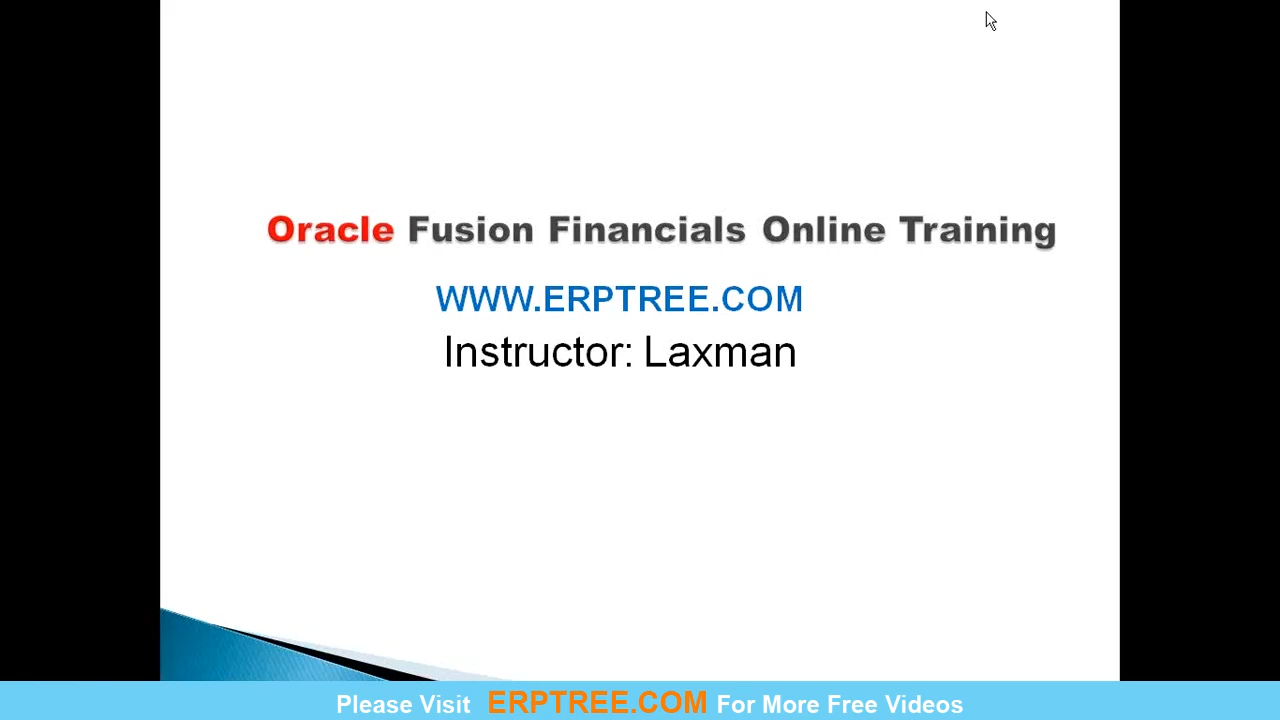 Oracle Fusion Financials Online Training
WWW.ERPTREE.COM
Instructor: Laxman
Please Visit ERPTREE.COM For More Free Videos